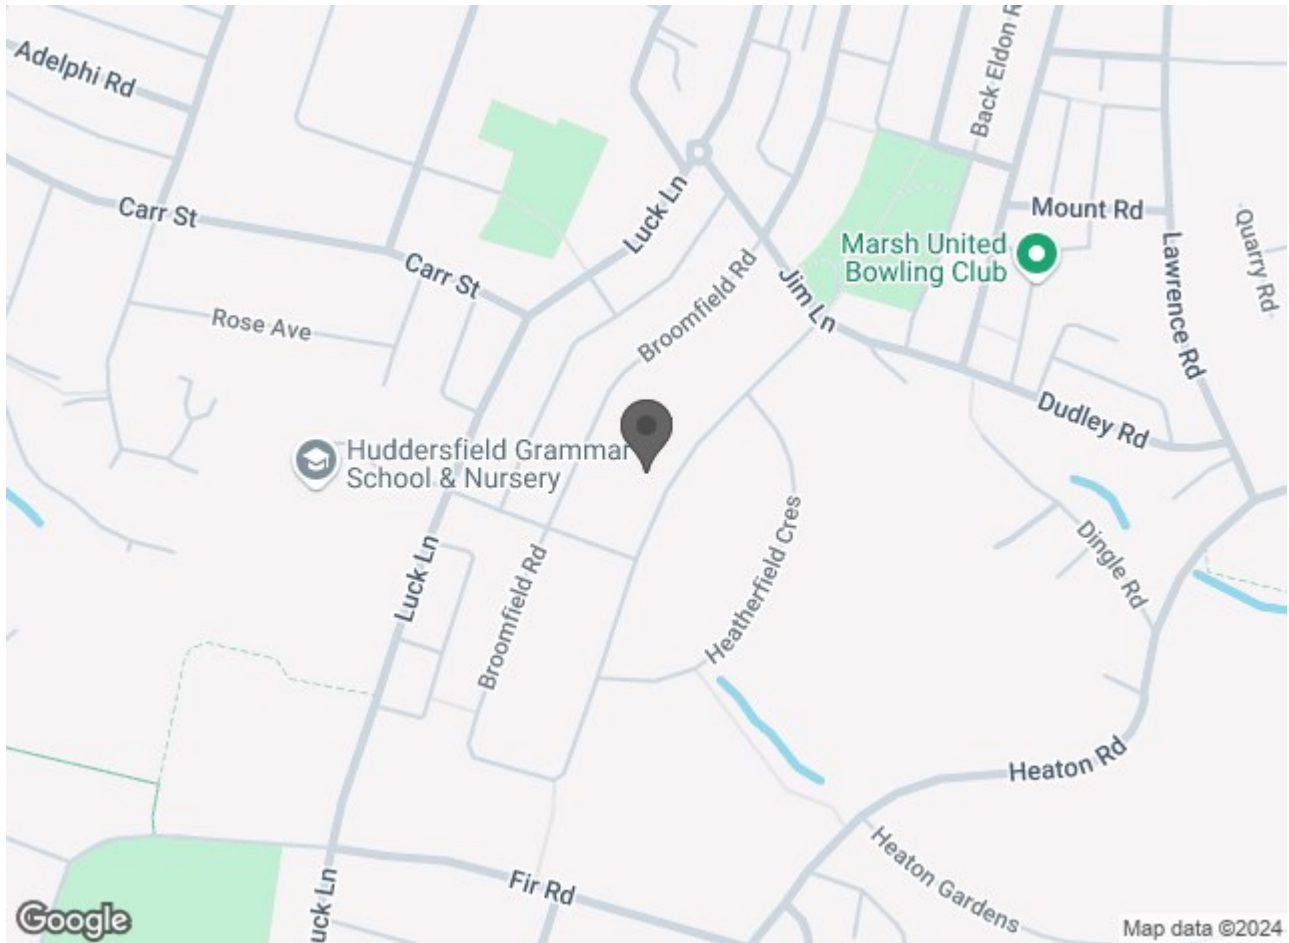 Adelphi Rd
Back Eldon R
Carr St
Luck Ln
Mount Rd
Quarry Rd
Marsh United
Bowling Club
Lawrence Rd
Carr St
Broomfield Rd
Jim Ln
Rose Ave
Dudley Rd
Huddersfield Grammar
School & Nursery
Heatherfield Cres
Dingle Rd
Luck Ln
Broomfield Rd
Heaton Rd
Heaton Gardens
Fir Rd
uck Ln
Google
Map data ©2024